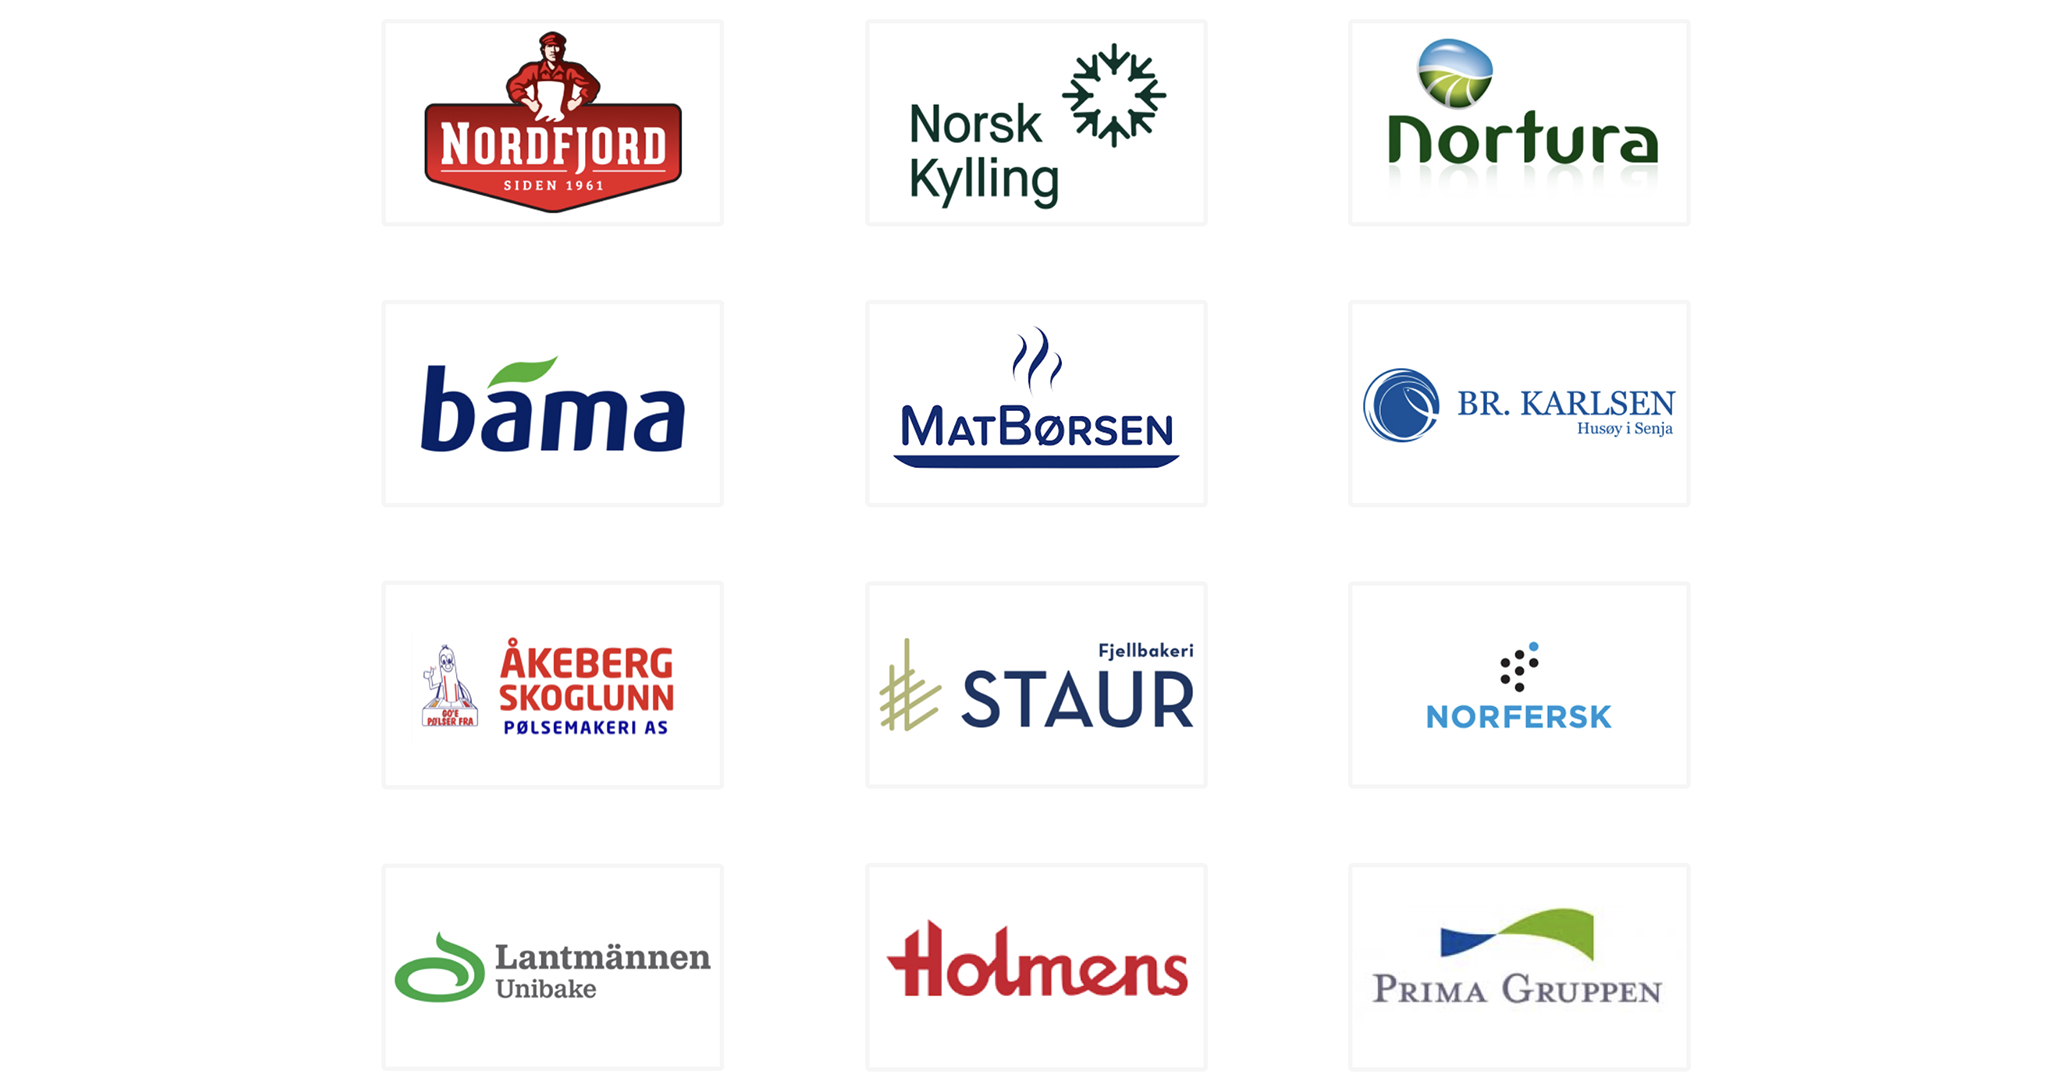 NORDFJORD
SIDEN 1961
Norsk
Kylling
nortura
bama
MATBØRSEN
BR. KARLSEN
Husøy i Senja
GO'E
PØLSER FRA
ÅKEBERG
SKOGLUNN
PØLSEMAKERI AS
Fjellbakeri
STAUR
NORFERSK
Lantmännen
Unibake
Holmens
PRIMA GRUPPEN